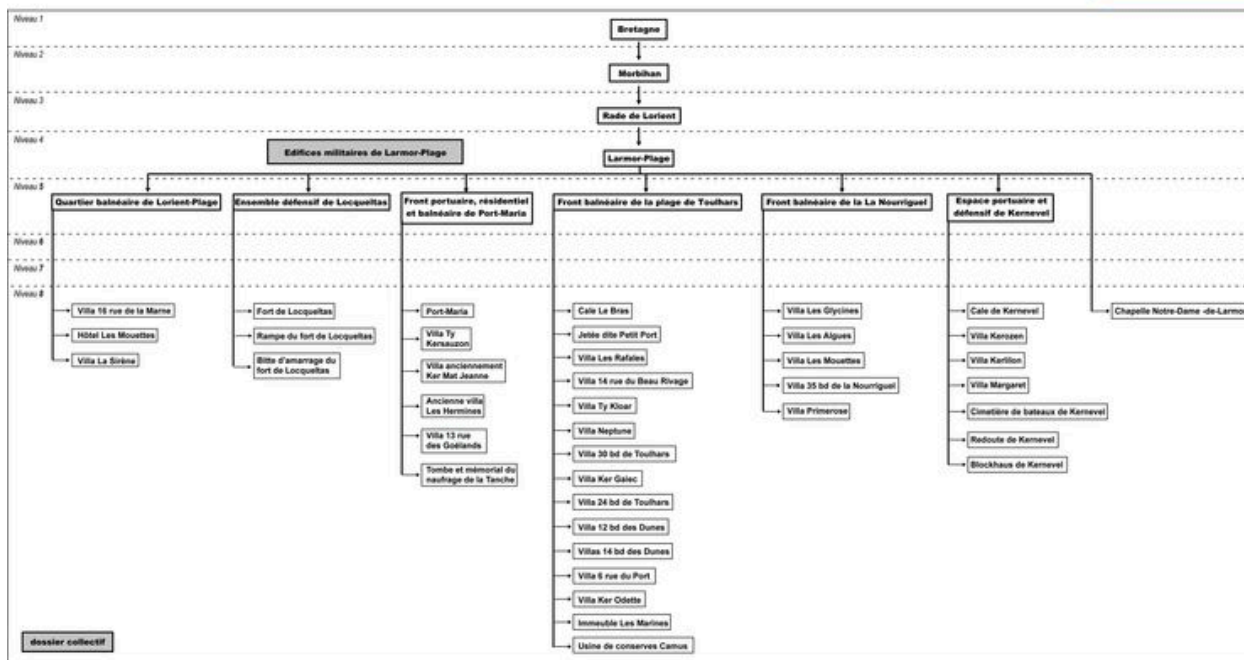 Niveau 1
Bretagne
Niveau 2
Morbihan
Niveau 3
Rade de Lorient
Niveau 4
Edifices militaires de Larmor-Plage
Larmor-Plage
Niveau 5
Quartier balnéaire de Lorient-Plage
Ensemble défensif de Locqueltas
Front portuaire, résidentiel
et balnéaire de Port-Maria
Front balnéaire de la plage de Toulhars
Front balnéaire de la La Nourriguel
Espace portuaire et
défensif de Kernevel
Niveau 6
Niveau 7
Niveau 8
Villa 16 rue de la Marne
Hôtel Les Mouettes
Villa La Sirène
Fort de Locqueltas
Rampe du fort de Locqueltas
Bitte d'amarrage du
fort de Locqueltas
Port-Maria
Villa Ty
Kersauzon
Villa anciennement
Ker Mat Jeanne
Ancienne villa
Les Hermines
Villa 13 rue
des Goélands
Tombe et mémorial du
naufrage de la Tanche
Cale Le Bras
Jetée dite Petit Port
Villa Les Rafales
Villa 14 rue du Beau Rivage
Villa Ty Kloar
Villa Neptune
Villa 30 bd de Toulhars
Villa Ker Galec
Villa 24 bd de Toulhars
Villa 12 bd des Dunes
Villas 14 bd des Dunes
Villa 6 rue du Port
Villa Ker Odette
Immeuble Les Marines
Usine de conserves Camus
Villa Les Glycines
Villa Les Algues
Villa Les Mouettes
Villa 35 bd de la Nourriguel
Villa Primerose
Cale de Kernevel
Villa Kerozen
Villa Kerlilon
Villa Margaret
Cimetière de bateaux de Kernevel
Redoute de Kernevel
Blockhaus de Kernevel
Chapelle Notre-Dame -de-Larmor
dossier collectif